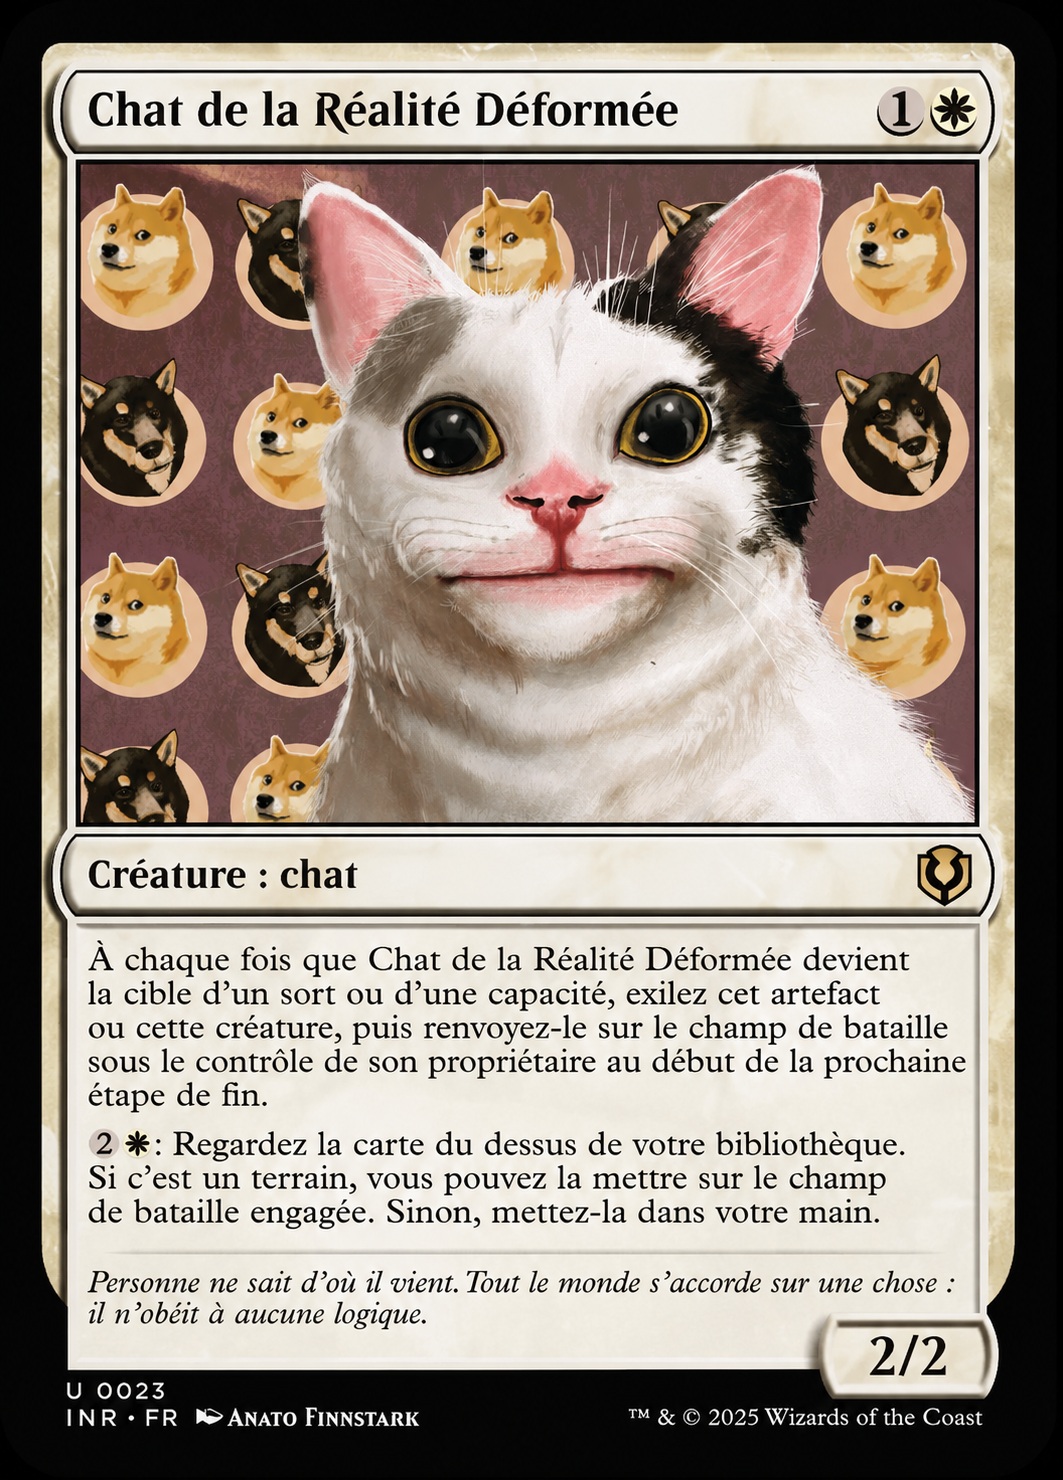 Chat de la Réalité Déformée 1
Créature : chat
À chaque fois que Chat de la Réalité Déformée devient
la cible d'un sort ou d'une capacité, exilez cet artefact
ou cette créature, puis renvoyez-le sur le champ de bataille
sous le contrôle de son propriétaire au début de la prochaine
étape de fin.
2 : Regardez la carte du dessus de votre bibliothèque.
Si c'est un terrain, vous pouvez la mettre sur le champ
de bataille engagée. Sinon, mettez-la dans votre main.
Personne ne sait d'où il vient. Tout le monde s'accorde sur une chose :
il n'obéit à aucune logique.
2/2
U 0023
INR • FR Anato Finnstark
™ & © 2025 Wizards of the Coast